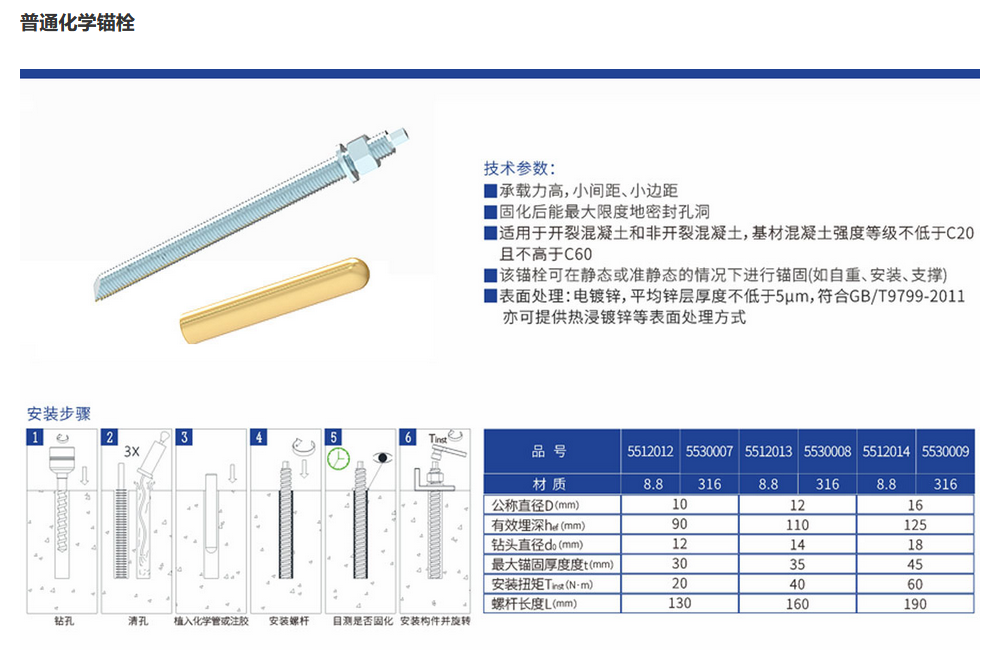 普通化学锚栓
技术参数：
■承载力高，小间距、小边距
■固化后能最大限度地密封孔洞
■适用于开裂混凝土和非开裂混凝土，基材混凝土强度等级不低于C20
且不高于C60
■该锚栓可在静态或准静态的情况下进行锚固(如自重、安装、支撑)
■表面处理：电镀锌，平均锌层厚度不低于5μm，符合GB/T9799-2011
亦可提供热浸镀锌等表面处理方式
安装步骤
1 2 3 4 5 6
3X
Tinst
钻孔 清孔 植入化学管或注胶 安装螺杆 目测是否固化 安装构件并旋转
品 号 5512012 5530007 5512013 5530008 5512014 5530009
材 质 8.8 316 8.8 316 8.8 316
公称直径D(mm) 10 12 16
有效埋深hef(mm) 90 110 125
钻头直径d0(mm) 12 14 18
最大锚固厚度度t(mm) 30 35 45
安装扭矩Tinst(N·m) 20 40 60
螺杆长度L(mm) 130 160 190